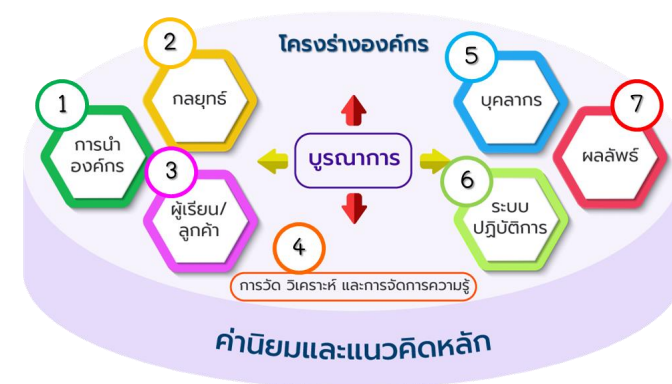 โครงร่างองค์กร
1
การนำ
องค์กร
2
กลยุทธ์
3
ผู้เรียน/
ลูกค้า
บูรณาการ
4
การวัด วิเคราะห์ และการจัดการความรู้
5
บุคลากร
6
ระบบ
ปฏิบัติการ
7
ผลลัพธ์
ค่านิยมและแนวคิดหลัก